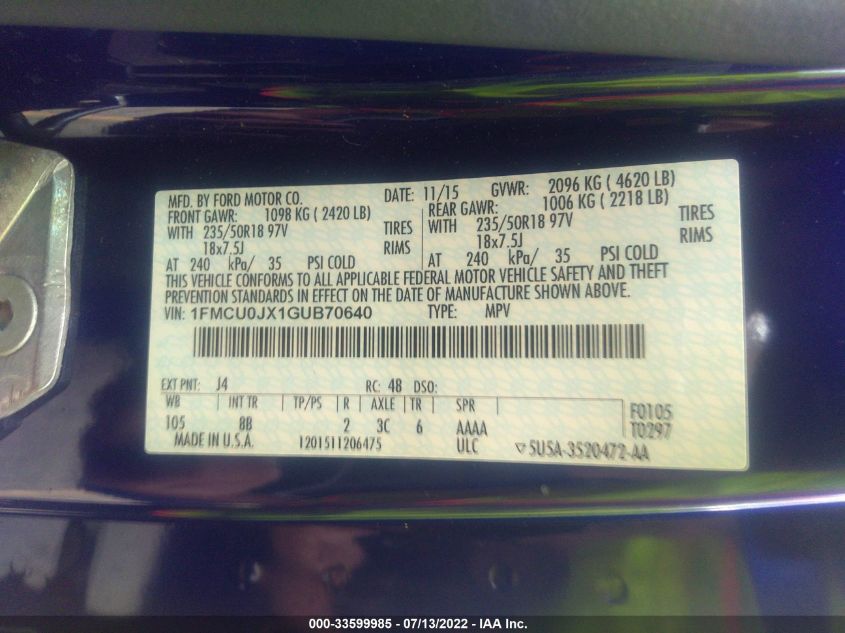 MFD. BY FORD MOTOR CO. DATE: 11/15 GVWR: 2096 KG ( 4620 LB)
FRONT GAWR: 1098 KG ( 2420 LB) REAR GAWR: 1006 KG ( 2218 LB)
WITH 235/50R18 97V TIRES WITH 235/50R18 97V TIRES
18x7.5J RIMS 18x7.5J RIMS
AT 240 kPa/ 35 PSI COLD AT 240 kPa/ 35 PSI COLD
THIS VEHICLE CONFORMS TO ALL APPLICABLE FEDERAL MOTOR VEHICLE SAFETY AND THEFT
PREVENTION STANDARDS IN EFFECT ON THE DATE OF MANUFACTURE SHOWN ABOVE.
VIN: 1FMCU0JX1GUB70640 TYPE: MPV
EXT PNT: J4 RC: 48 DSO:
WB INT TR TP/PS R AXLE TR SPR F0105
105 8B 2 3C 6 AAAA T0297
MADE IN U.S.A. 1201511206475 ULC ▽5U5A-3520472-AA
000-33599985 - 07/13/2022 - IAA Inc.